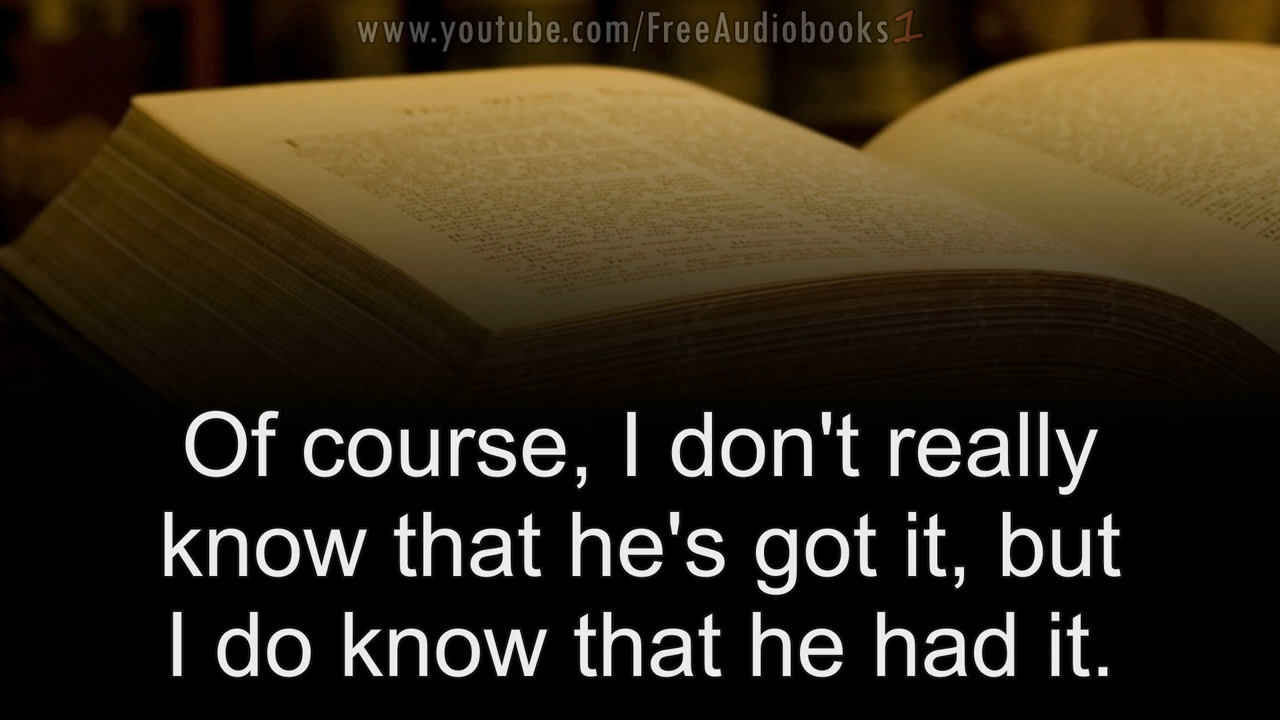 www.youtube.com/FreeAudiobooks1
Of course, I don't really
know that he's got it, but
I do know that he had it.